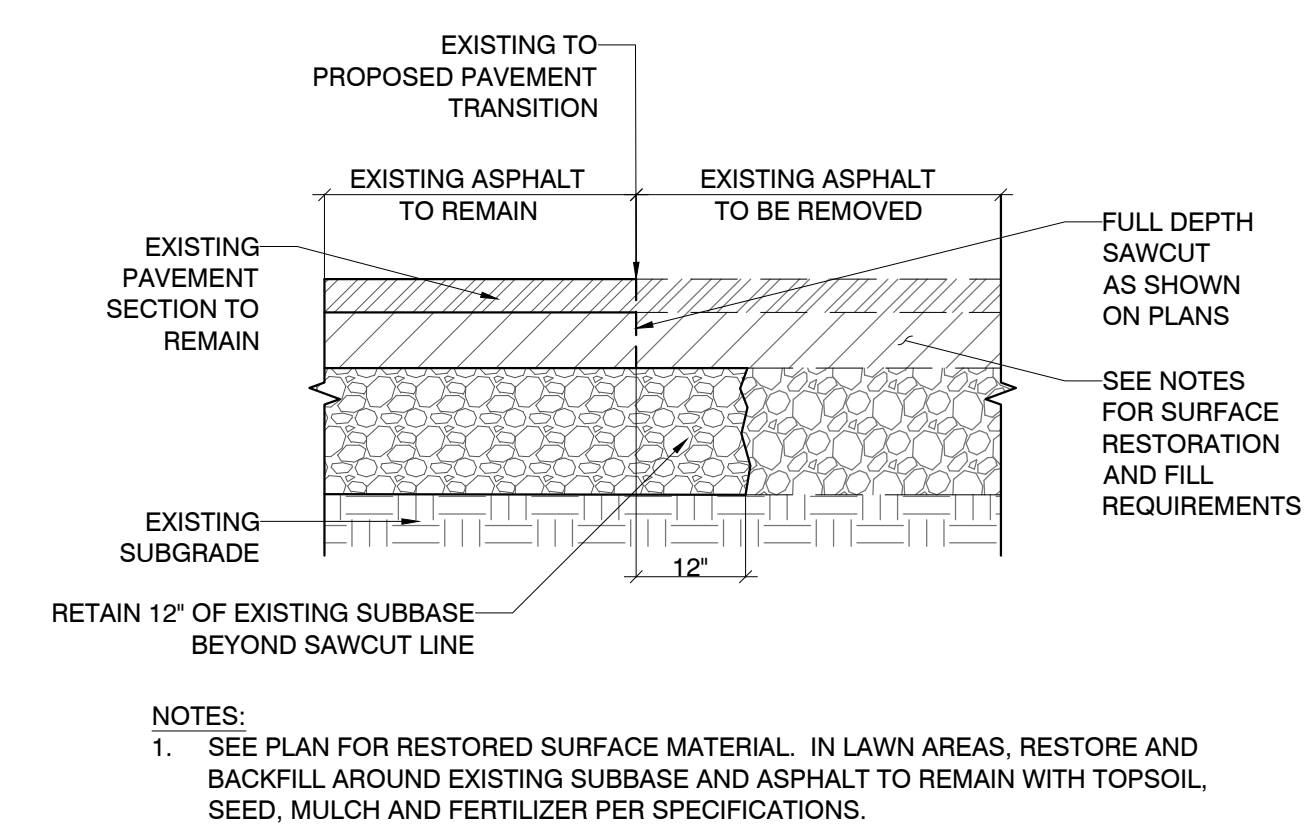 EXISTING TO
PROPOSED PAVEMENT
TRANSITION
EXISTING ASPHALT
TO REMAIN
EXISTING ASPHALT
TO BE REMOVED
EXISTING
PAVEMENT
SECTION TO
REMAIN
FULL DEPTH
SAWCUT
AS SHOWN
ON PLANS
SEE NOTES
FOR SURFACE
RESTORATION
AND FILL
REQUIREMENTS
EXISTING
SUBGRADE
12"
RETAIN 12" OF EXISTING SUBBASE
BEYOND SAWCUT LINE
NOTES:
1. SEE PLAN FOR RESTORED SURFACE MATERIAL. IN LAWN AREAS, RESTORE AND
BACKFILL AROUND EXISTING SUBBASE AND ASPHALT TO REMAIN WITH TOPSOIL,
SEED, MULCH AND FERTILIZER PER SPECIFICATIONS.